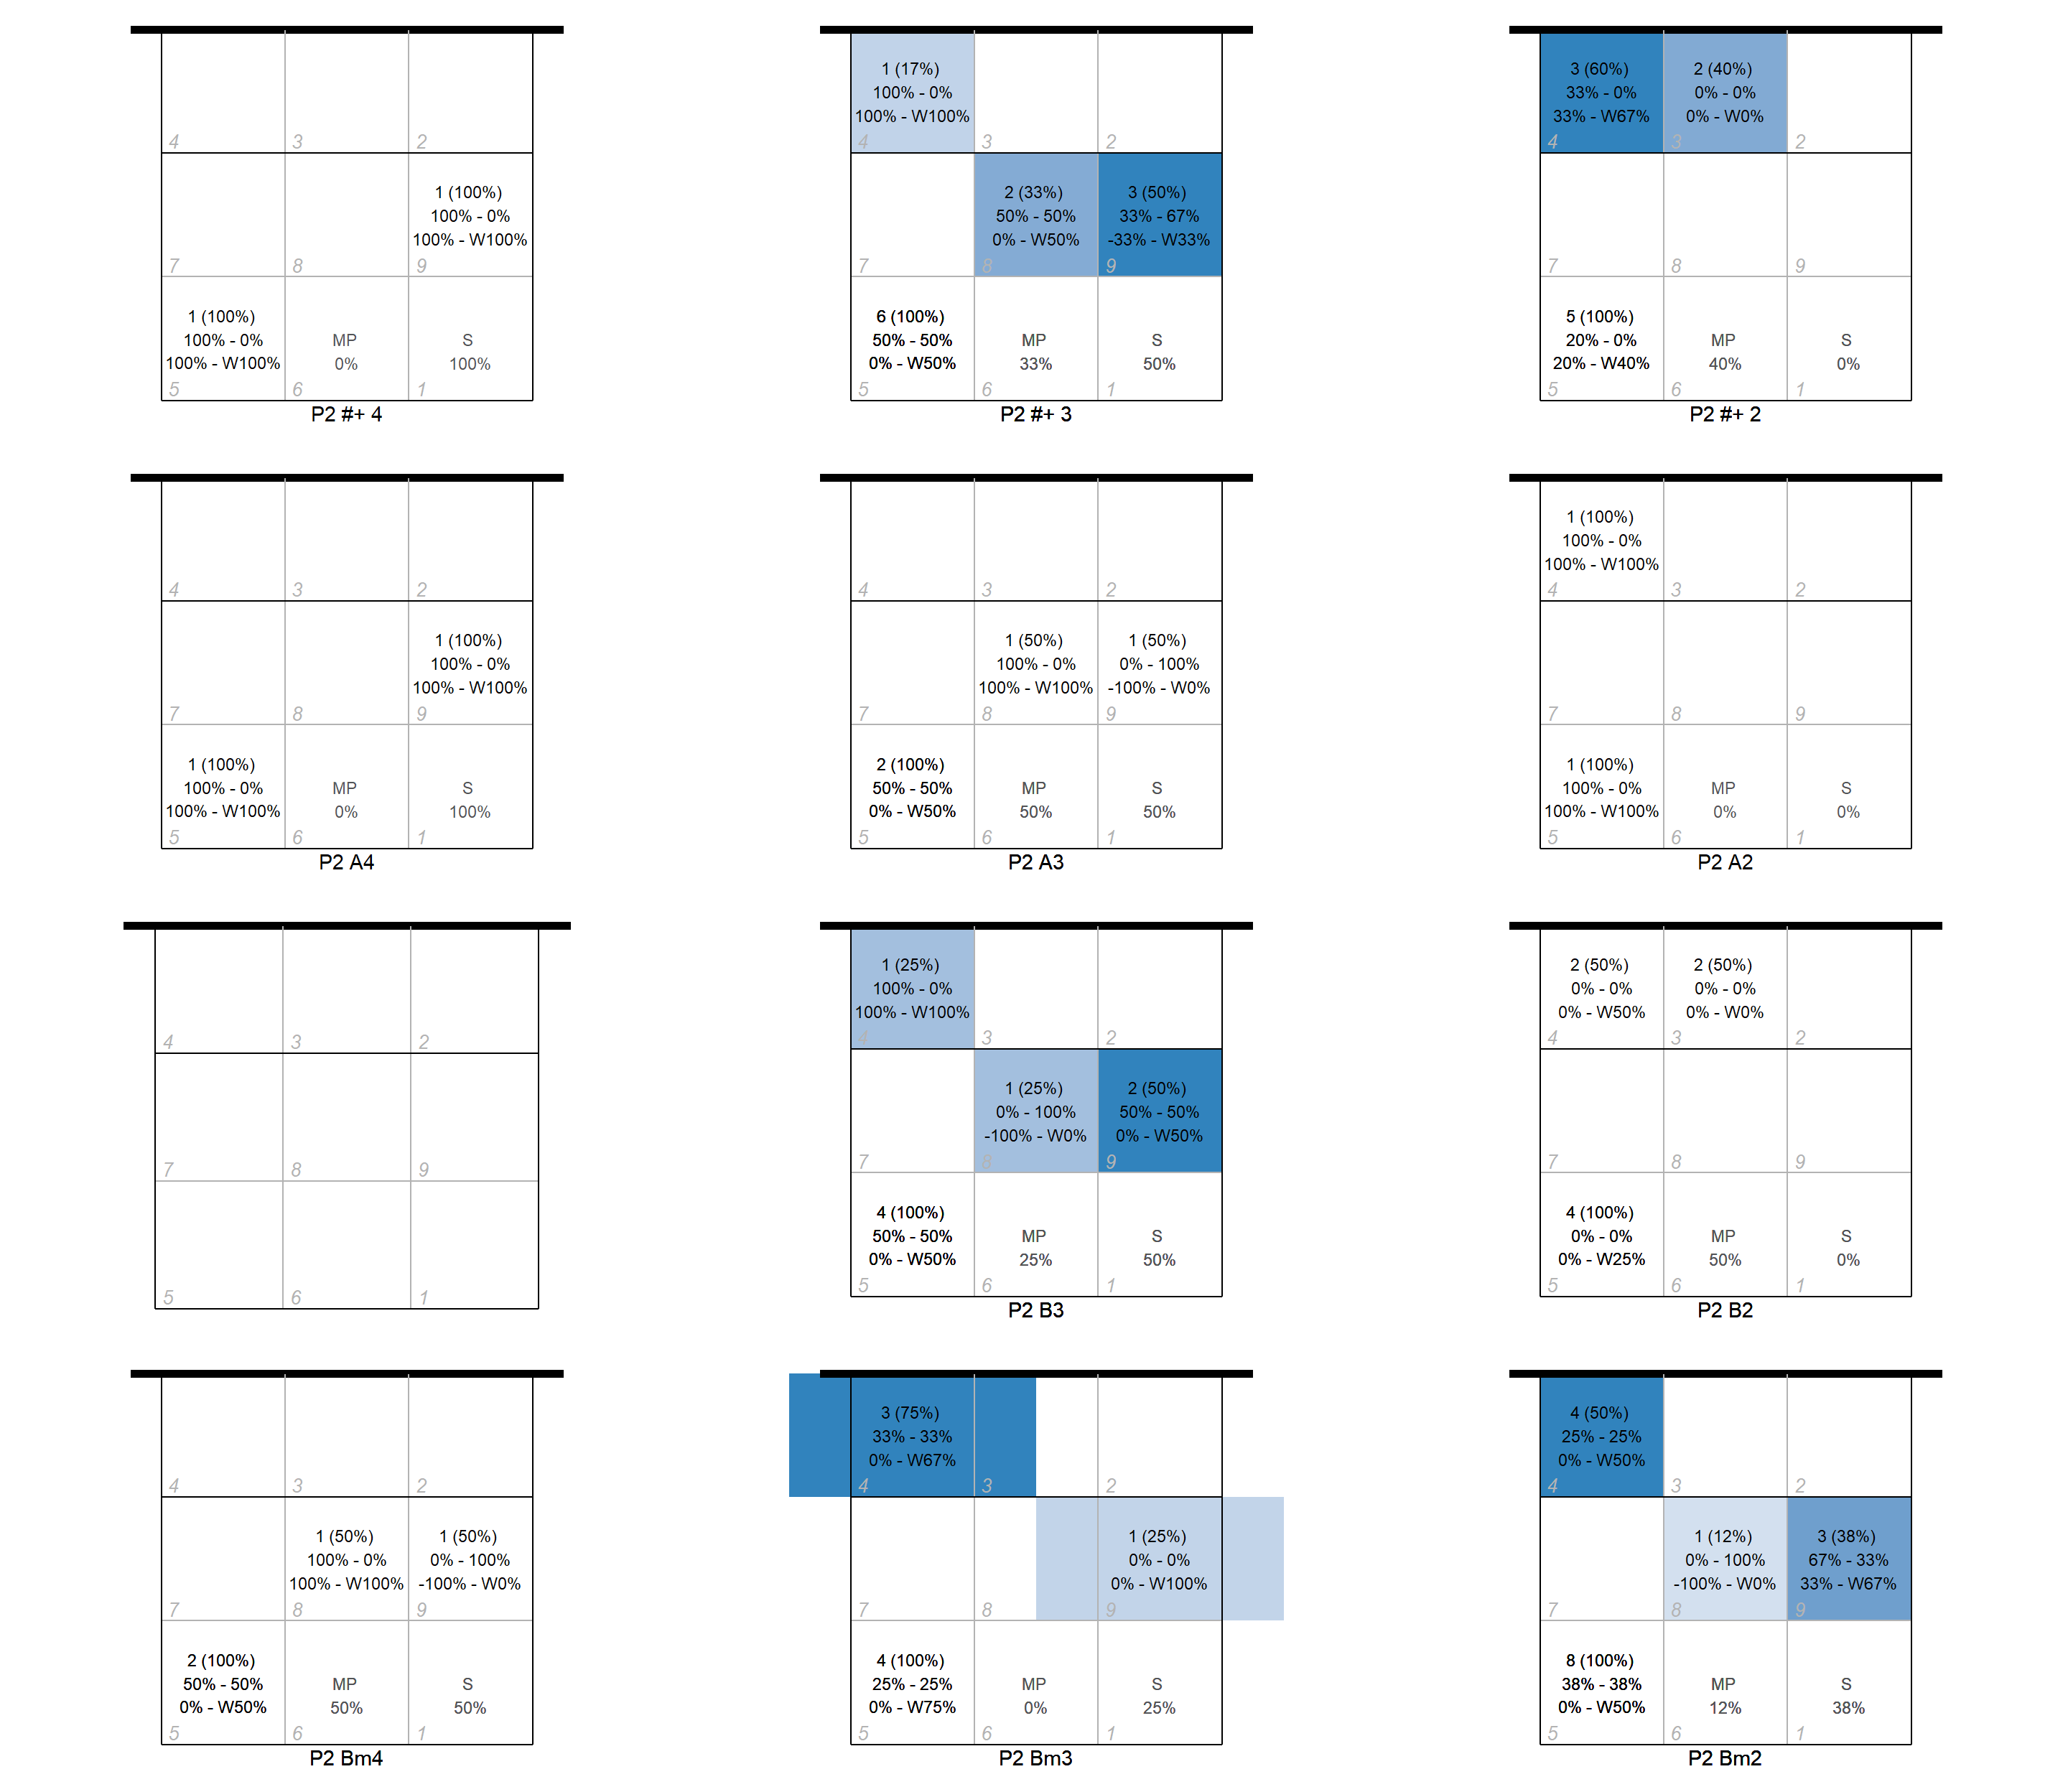 4 3 2
1 (100%)
100% - 0%
100% - W100%
7 8 9
1 (100%)
100% - 0%
100% - W100%
MP
0%
S
100%
5 6 1
P2 #+ 4
1 (17%)
100% - 0%
100% - W100%
4 3 2
2 (33%)
50% - 50%
0% - W50%
3 (50%)
33% - 67%
-33% - W33%
7 8 9
6 (100%)
50% - 50%
0% - W50%
MP
33%
S
50%
5 6 1
P2 #+ 3
3 (60%)
33% - 0%
33% - W67%
2 (40%)
0% - 0%
0% - W0%
4 3 2
7 8 9
5 (100%)
20% - 0%
20% - W40%
MP
40%
S
0%
5 6 1
P2 #+ 2
4 3 2
1 (100%)
100% - 0%
100% - W100%
7 8 9
1 (100%)
100% - 0%
100% - W100%
MP
0%
S
100%
5 6 1
P2 A4
4 3 2
1 (50%)
100% - 0%
100% - W100%
1 (50%)
0% - 100%
-100% - W0%
7 8 9
2 (100%)
50% - 50%
0% - W50%
MP
50%
S
50%
5 6 1
P2 A3
1 (100%)
100% - 0%
100% - W100%
4 3 2
7 8 9
1 (100%)
100% - 0%
100% - W100%
MP
0%
S
0%
5 6 1
P2 A2
4 3 2
7 8 9
5 6 1
1 (25%)
100% - 0%
100% - W100%
4 3 2
1 (25%)
0% - 100%
-100% - W0%
2 (50%)
50% - 50%
0% - W50%
7 8 9
4 (100%)
50% - 50%
0% - W50%
MP
25%
S
50%
5 6 1
P2 B3
2 (50%)
0% - 0%
0% - W50%
2 (50%)
0% - 0%
0% - W0%
4 3 2
7 8 9
4 (100%)
0% - 0%
0% - W25%
MP
50%
S
0%
5 6 1
P2 B2
4 3 2
1 (50%)
100% - 0%
100% - W100%
1 (50%)
0% - 100%
-100% - W0%
7 8 9
2 (100%)
50% - 50%
0% - W50%
MP
50%
S
50%
5 6 1
P2 Bm4
3 (75%)
33% - 33%
0% - W67%
4 3 2
1 (25%)
0% - 0%
0% - W100%
7 8 9
4 (100%)
25% - 25%
0% - W75%
MP
0%
S
25%
5 6 1
P2 Bm3
4 (50%)
25% - 25%
0% - W50%
4 3 2
1 (12%)
0% - 100%
-100% - W0%
3 (38%)
67% - 33%
33% - W67%
7 8 9
8 (100%)
38% - 38%
0% - W50%
MP
12%
S
38%
5 6 1
P2 Bm2